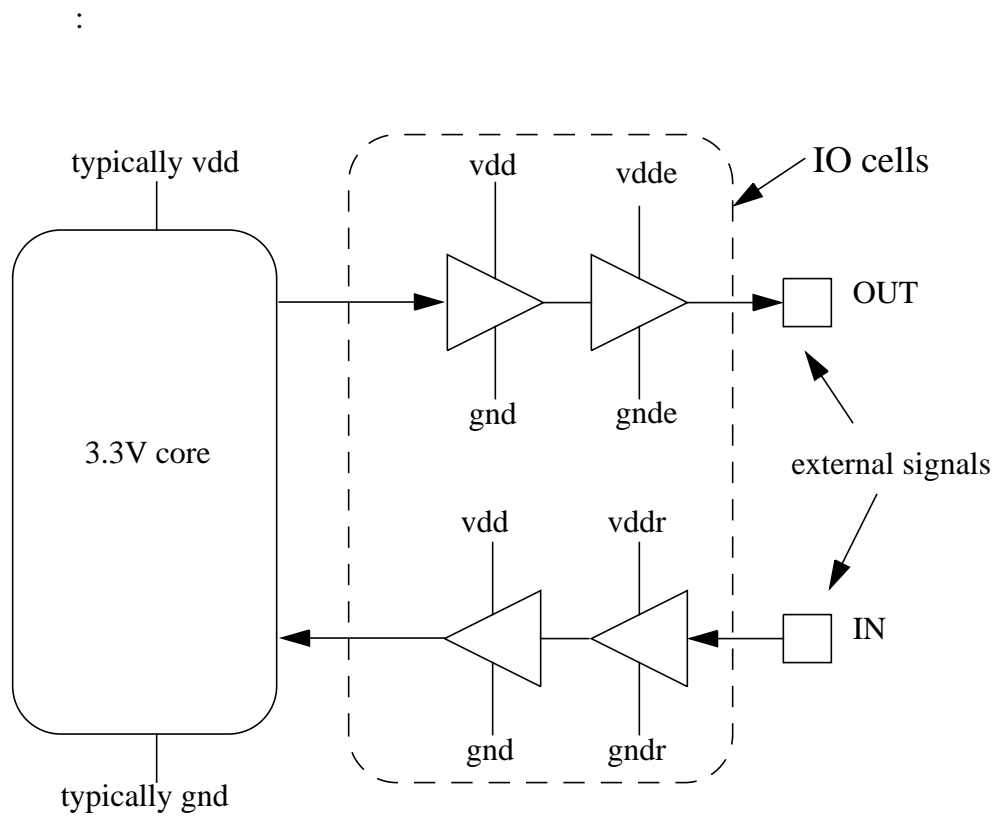 :
typically vdd
vdd
vdde
IO cells
OUT
gnd
gnde
3.3V core
external signals
vdd
vddr
IN
gnd
gndr
typically gnd